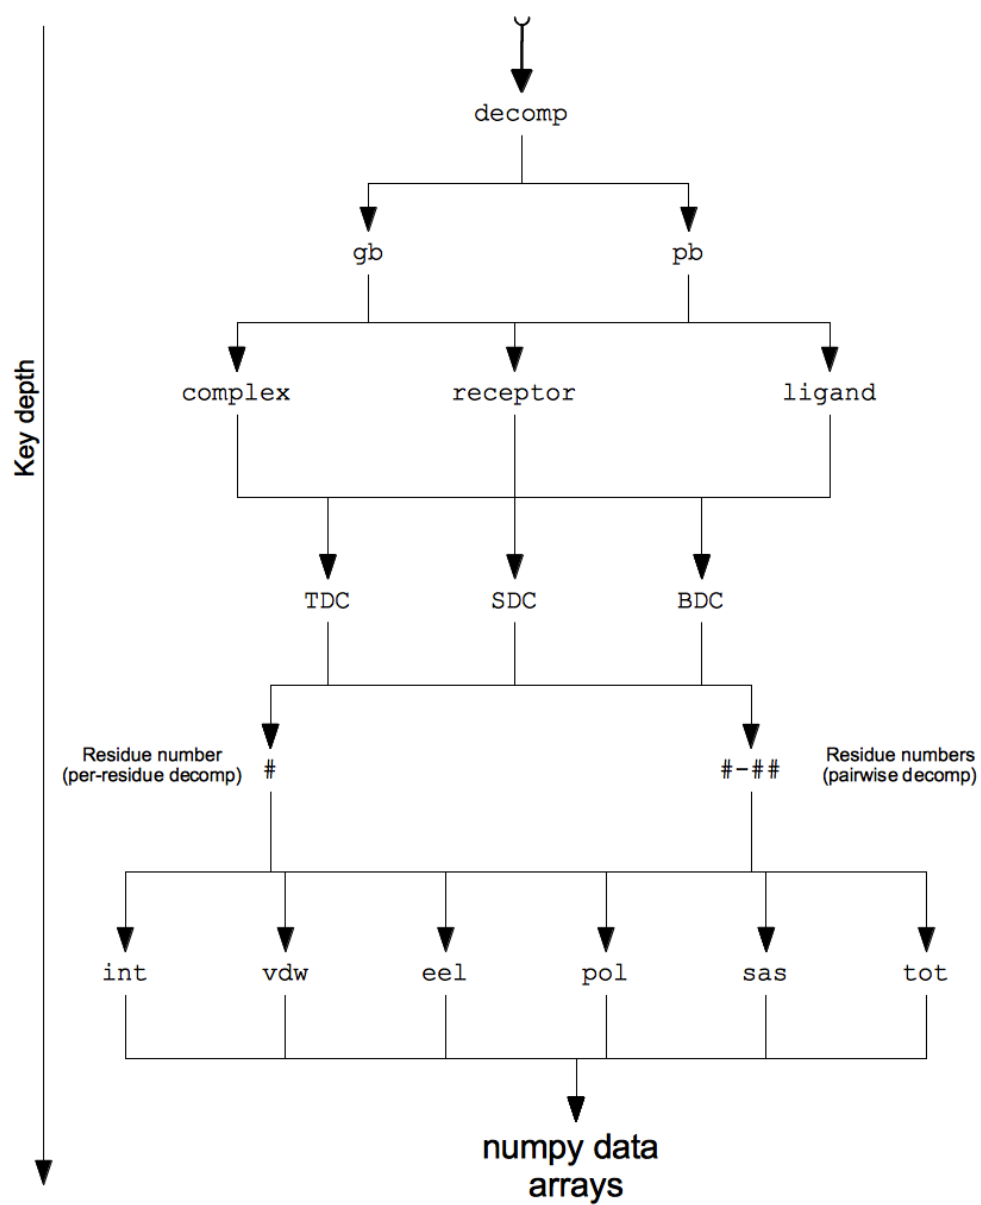 decomp
gb
pb
Key depth
complex
receptor
ligand
TDC
SDC
BDC
Residue number
(per-residue decomp)
#
#-##
Residue numbers
(pairwise decomp)
int
vdw
eel
pol
sas
tot
numpy data
arrays